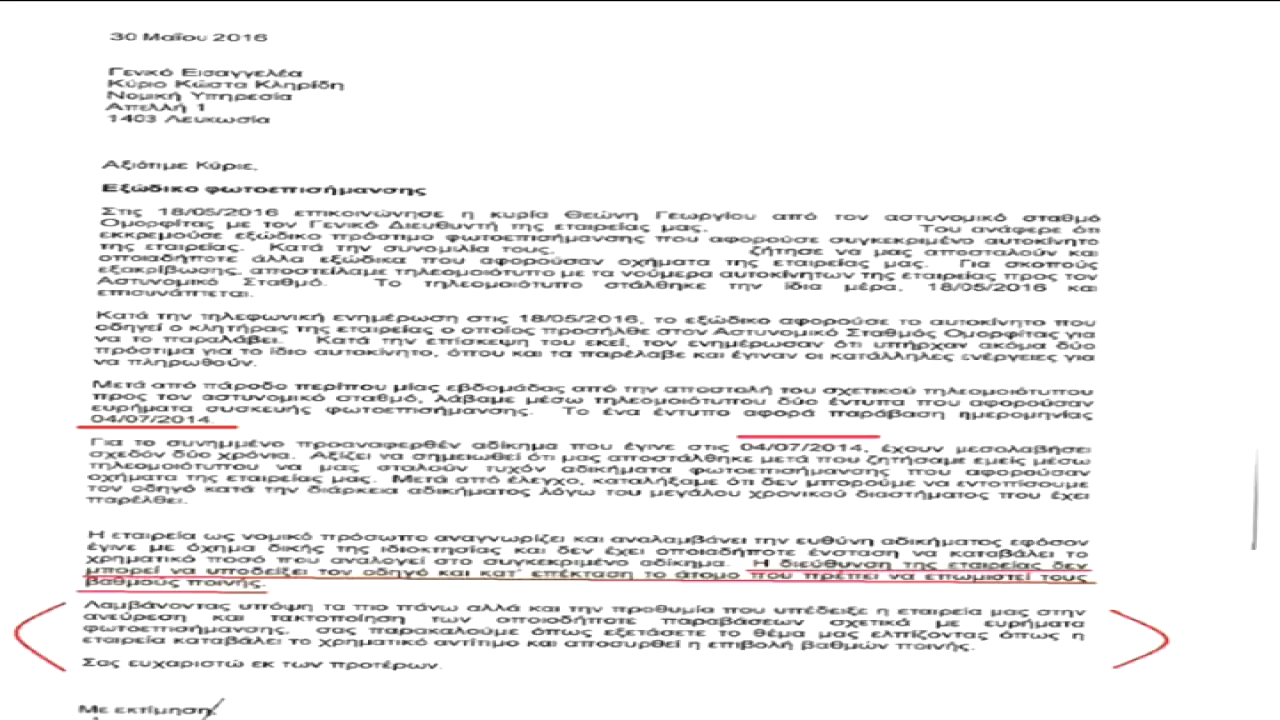 30 Μαΐου 2016
Γενικό Εισαγγελέα
Κύριο Κώστα Κληρίδη
Νομική Υπηρεσία
Απελλή 1
1403 Λευκωσία
Αξιότιμε Κύριε,
Εξώδικο φωτοεπισήμανσης
Στις 18/05/2016 επικοινώνησε η κυρία Θεώνη Γεωργίου από τον αστυνομικό σταθμό
Ομορφίτας με τον Γενικό Διευθυντή της εταιρείας μας. Του ανάφερε ότι
εκκρεμούσε εξώδικο πρόστιμο φωτοεπισήμανσης που αφορούσε συγκεκριμένο αυτοκίνητο
της εταιρείας. Κατά την συνομιλία τους, ζήτησε να μας αποσταλούν και
οποιαδήποτε άλλα εξώδικα που αφορούσαν οχήματα της εταιρείας μας. Για σκοπούς
εξακρίβωσης, αποστείλαμε τηλεομοιότυπο με τα νούμερα αυτοκίνητων της εταιρείας προς τον
Αστυνομικό Σταθμό. Το τηλεομοιότυπο στάλθηκε την ίδια μέρα, 18/05/2016 και
επισυνάπτεται.
Κατά την τηλεφωνική ενημέρωση στις 18/05/2016, το εξώδικο αφορούσε το αυτοκίνητο που
οδηγεί ο κλητήρας της εταιρείας ο οποίος προσήλθε στον Αστυνομικό Σταθμός Ομορφίτας για
να το παραλάβει. Κατά την επίσκεψη του εκεί, τον ενημέρωσαν ότι υπήρχαν ακόμα δύο
πρόστιμα για το ίδιο αυτοκίνητο, όπου και τα παρέλαβε και έγιναν οι κατάλληλες ενέργειες για
να πληρωθούν.
Μετά από πάροδο περίπου μίας εβδομάδας από την αποστολή του σχετικού τηλεομοιότυπου
προς τον αστυνομικό σταθμό, λάβαμε μέσω τηλεομοιότυπου δύο έντυπα που αφορούσαν
ευρήματα συσκευής φωτοεπισήμανσης. Το ένα έντυπο αφορά παράβαση ημερομηνίας
04/07/2014.
Για το συνημμένο προαναφερθέν αδίκημα που έγινε στις 04/07/2014, έχουν μεσολαβήσει
σχεδόν δύο χρόνια. Αξίζει να σημειωθεί ότι μας αποστάλθηκε μετά που ζητήσαμε εμείς μέσω
τηλεομοιότυπου να μας σταλούν τυχόν αδικήματα φωτοεπισήμανσης που αφορούσαν
οχήματα της εταιρείας μας. Μετά από έλεγχο, καταλήξαμε ότι δεν μπορούμε να εντοπίσουμε
τον οδηγό κατά την διάρκεια αδικήματος λόγω του μεγάλου χρονικού διαστήματος που έχει
παρέλθει.
Η εταιρεία ως νομικό πρόσωπο αναγνωρίζει και αναλαμβάνει την ευθύνη αδικήματος εφόσον
έγινε με όχημα δικής της ιδιοκτησίας και δεν έχει οποιαδήποτε ένσταση να καταβάλει το
χρηματικό ποσό που αναλογεί στο συγκεκριμένο αδίκημα. Η διεύθυνση της εταιρείας δεν
μπορεί να υποδείξει τον οδηγό και κατ' επέκταση το άτομο που πρέπει να επωμιστεί τους
βαθμούς ποινής.
Λαμβάνοντας υπόψη τα πιο πάνω αλλά και την προθυμία που υπέδειξε η εταιρεία μας στην
ανεύρεση και τακτοποίηση των οποιοδήποτε παραβάσεων σχετικά με ευρήματα
φωτοεπισήμανσης, σας παρακαλούμε όπως εξετάσετε το θέμα μας ελπίζοντας όπως η
εταιρεία καταβάλει το χρηματικό αντίτιμο και αποσυρθεί η επιβολή βαθμών ποινής.
Σας ευχαριστώ εκ των προτέρων.
Με εκτίμηση,